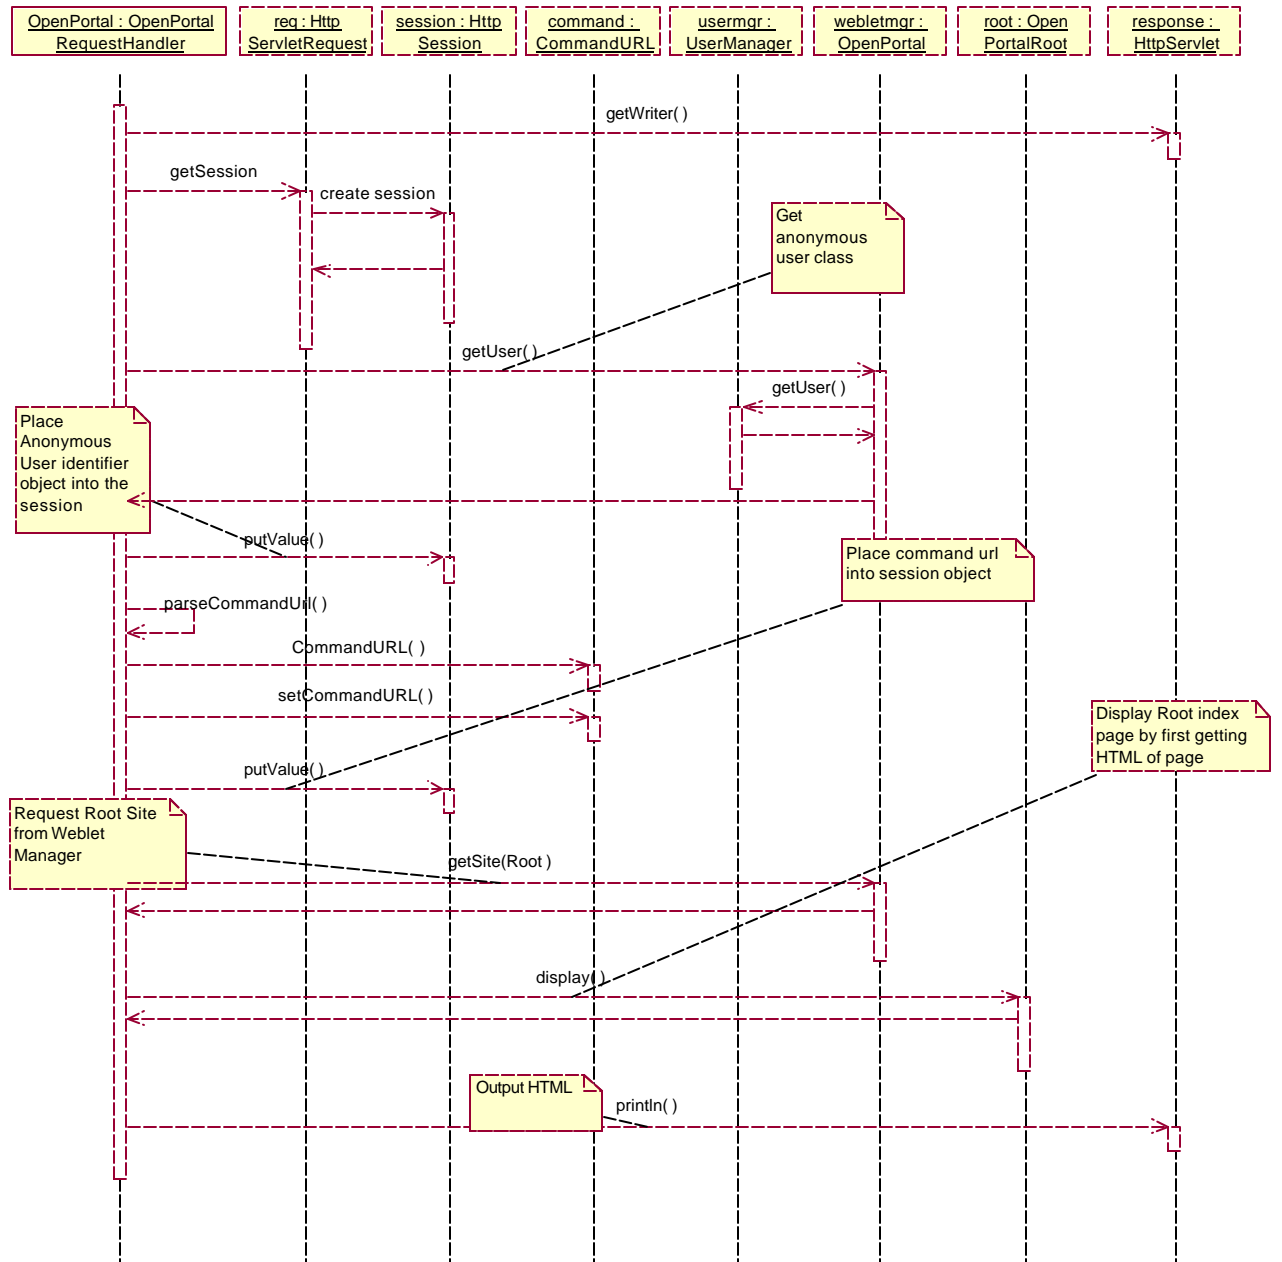 OpenPortal : OpenPortal
RequestHandler
req : Http
ServletRequest
session : Http
Session
command :
CommandURL
usermgr :
UserManager
webletmgr :
OpenPortal
root : Open
PortalRoot
response :
HttpServlet
getWriter( )
getSession
create session
Get
anonymous
user class
getUser( )
getUser( )
Place
Anonymous
User identifier
object into the
session
putValue( )
Place command url
into session object
parseCommandUrl( )
CommandURL( )
setCommandURL( )
Display Root index
page by first getting
HTML of page
putValue( )
Request Root Site
from Weblet
Manager
getSite(Root )
display( )
Output HTML
println( )